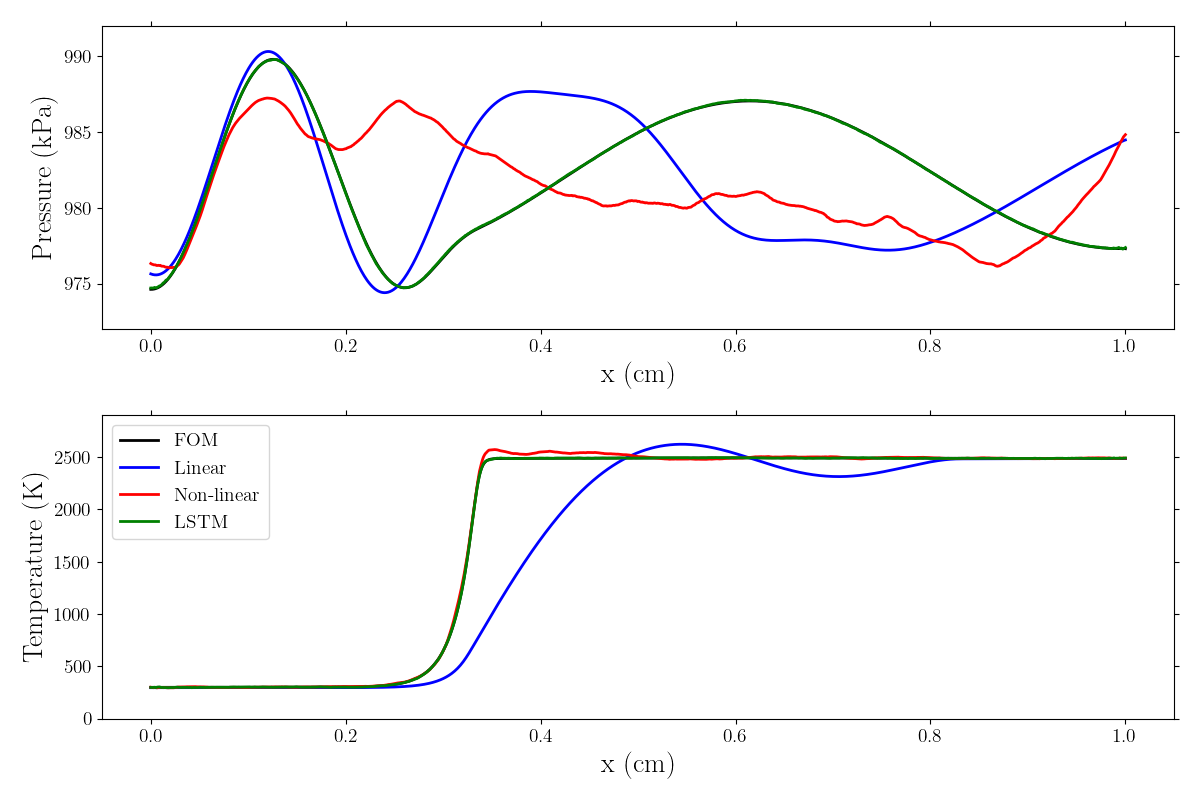 Pressure (kPa)
990
985
980
975
0.0 0.2 0.4 0.6 0.8 1.0
x (cm)
Temperature (K)
2500
2000
1500
1000
500
0
FOM
Linear
Non-linear
LSTM
0.0 0.2 0.4 0.6 0.8 1.0
x (cm)